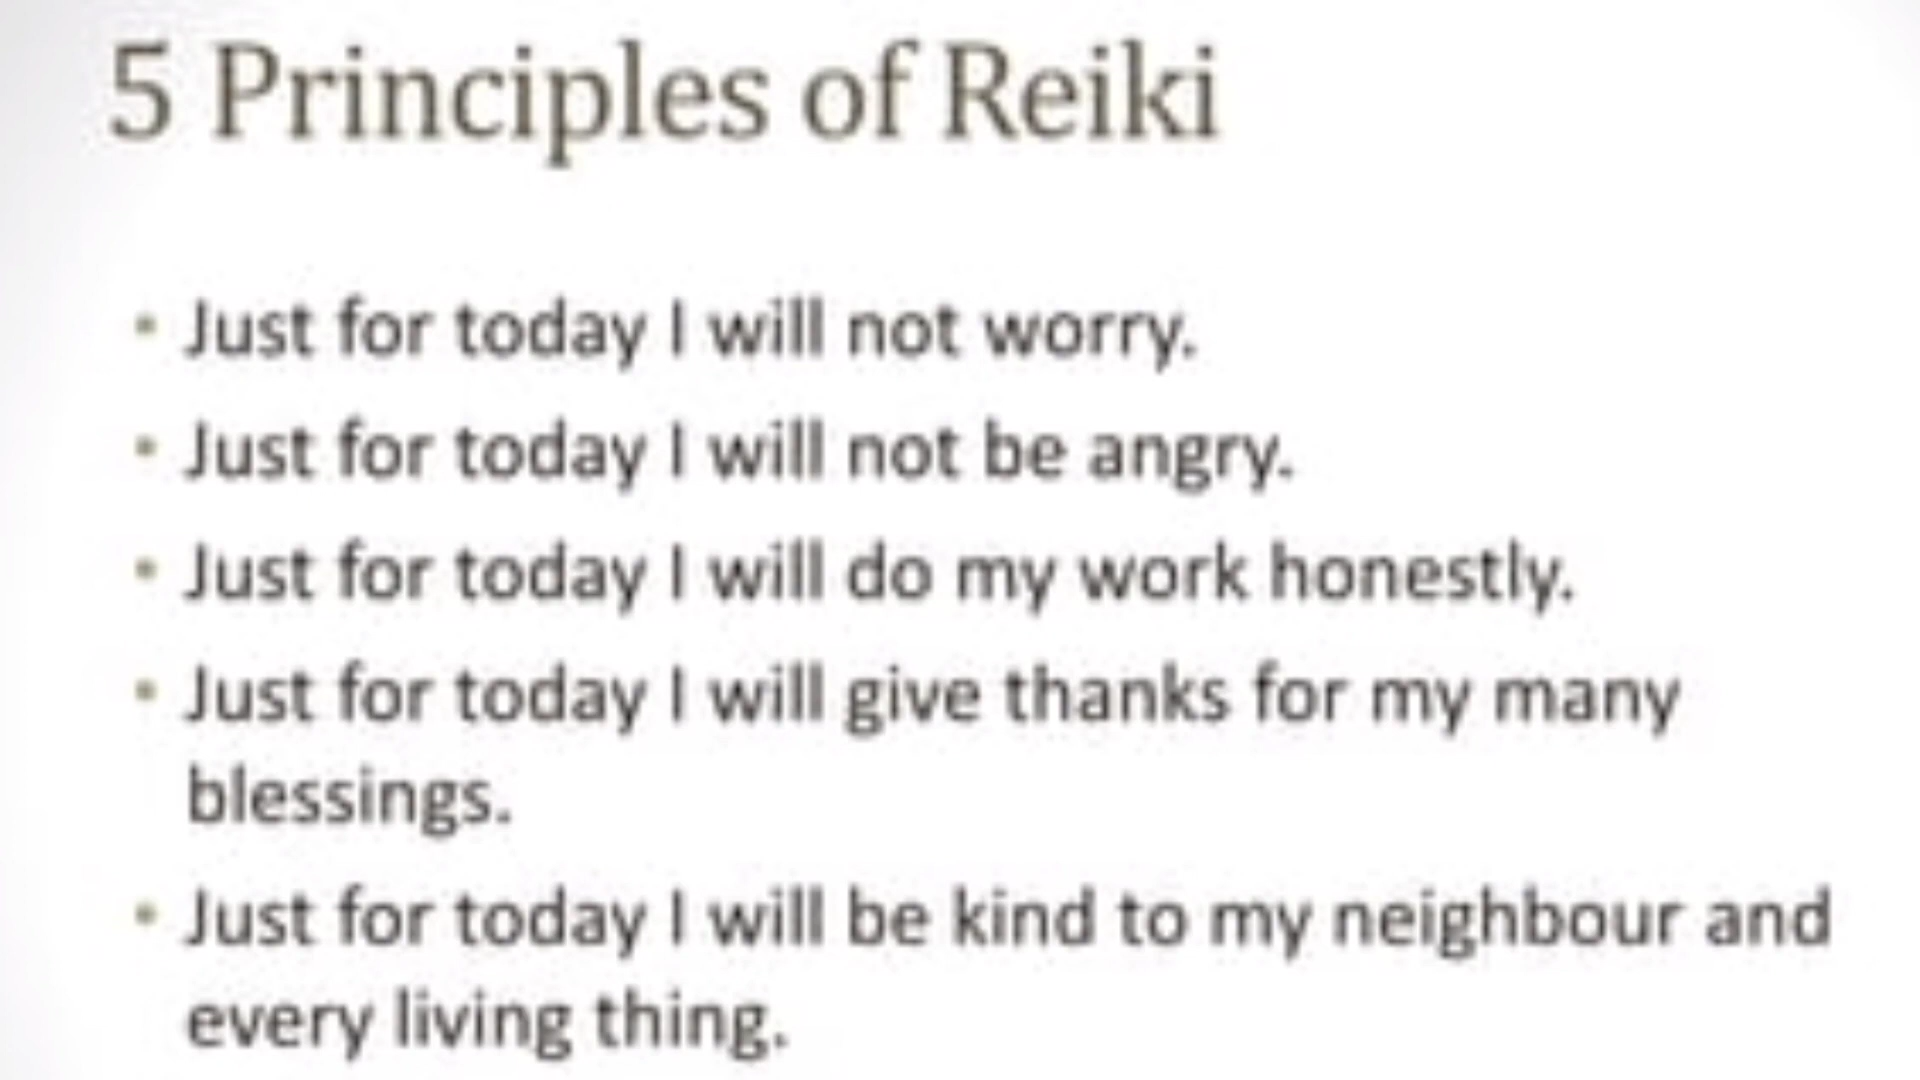 5 Principles of Reiki
• Just for today I will not worry.
• Just for today I will not be angry.
• Just for today I will do my work honestly.
• Just for today I will give thanks for my many
blessings.
• Just for today I will be kind to my neighbour and
every living thing.